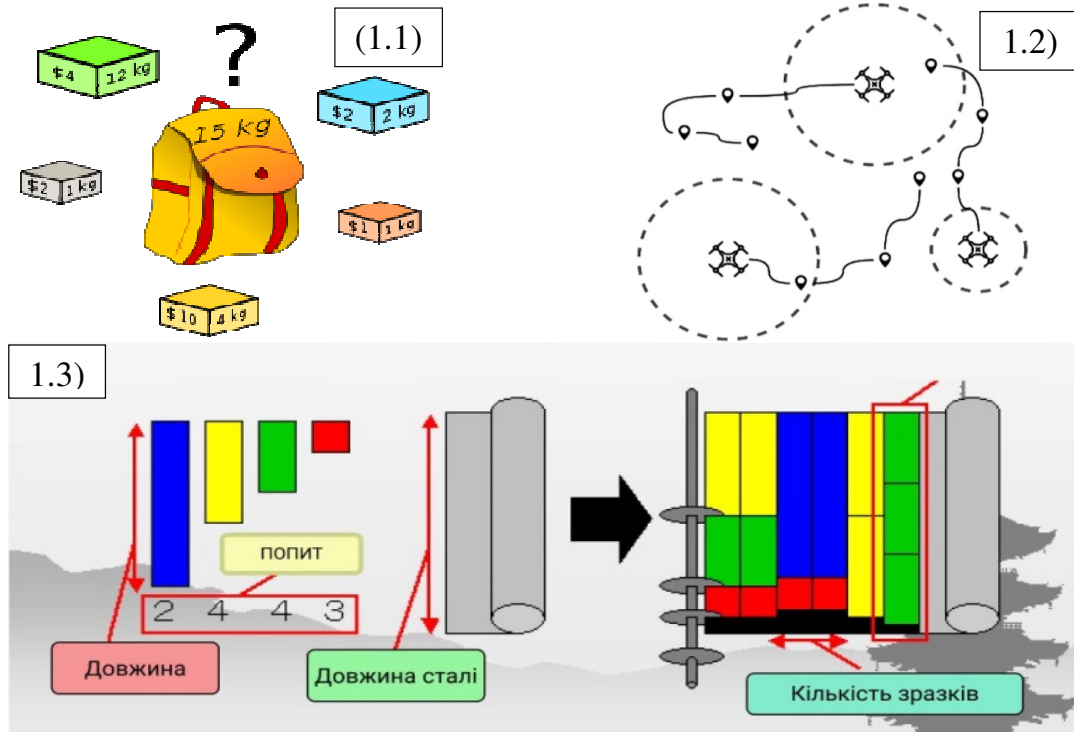 (1.1)
?
$4 12 kg
15 kg
$2 2 kg
$2 1 kg
$1 1 kg
$10 4 kg
1.2)
1.3)
попит
2 4 4 3
Довжина
Довжина сталі
Кількість зразків